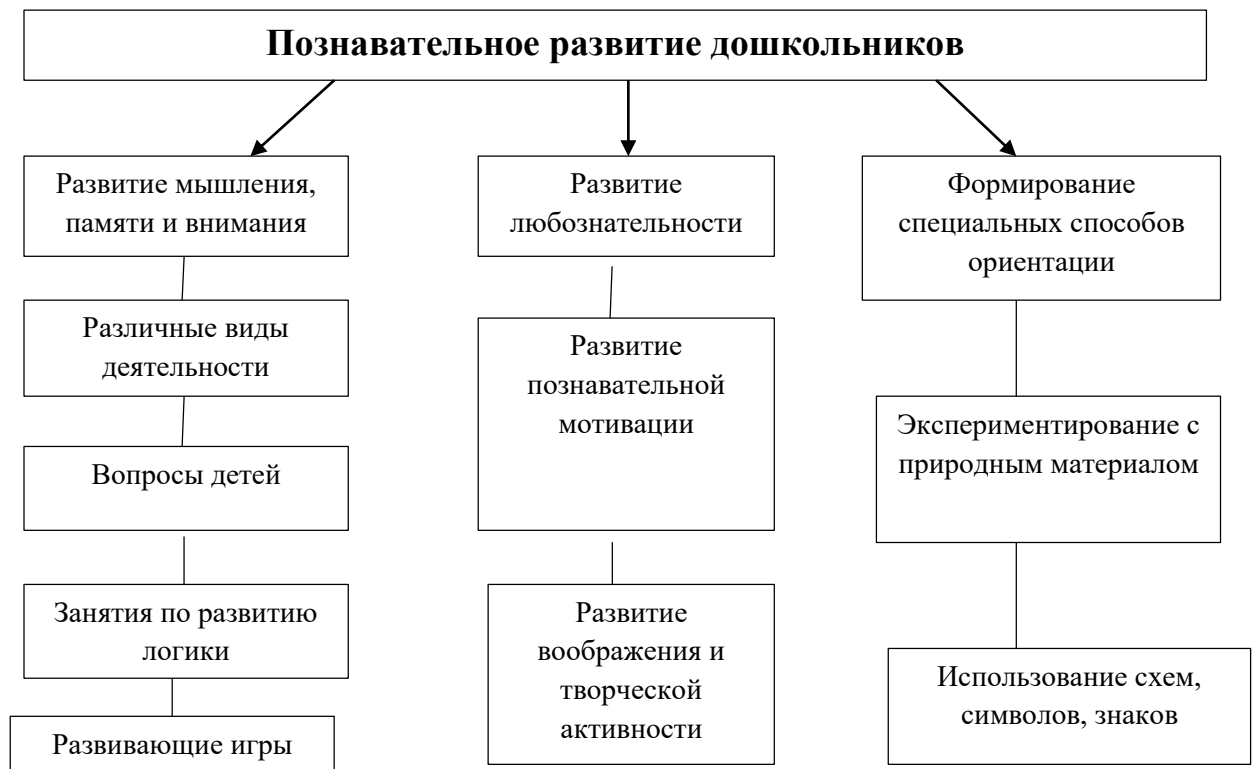 Познавательное развитие дошкольников
Развитие мышления,
памяти и внимания
Различные виды
деятельности
Вопросы детей
Занятия по развитию
логики
Развивающие игры
Развитие
любознательности
Развитие
познавательной
мотивации
Развитие
воображения и
творческой
активности
Формирование
специальных способов
ориентации
Экспериментирование с
природным материалом
Использование схем,
символов, знаков